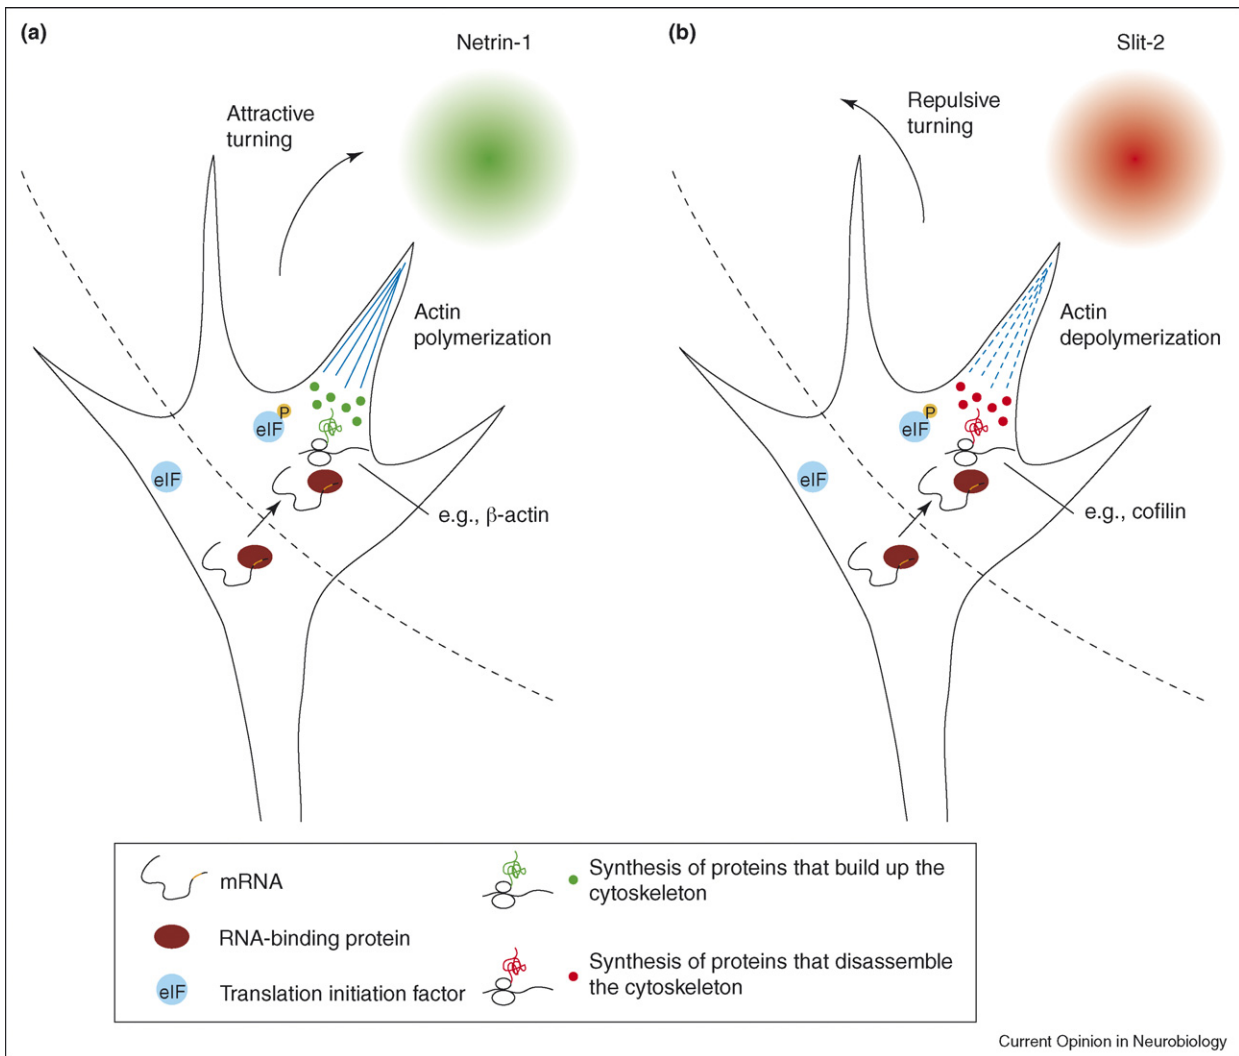 (a)
Netrin-1
Attractive
turning
Actin
polymerization
P
eIF
eIF
e.g., β-actin
(b)
Slit-2
Repulsive
turning
Actin
depolymerization
P
eIF
eIF
e.g., cofilin
mRNA
RNA-binding protein
eIF
Translation initiation factor
Synthesis of proteins that build up the
cytoskeleton
Synthesis of proteins that disassemble
the cytoskeleton
Current Opinion in Neurobiology